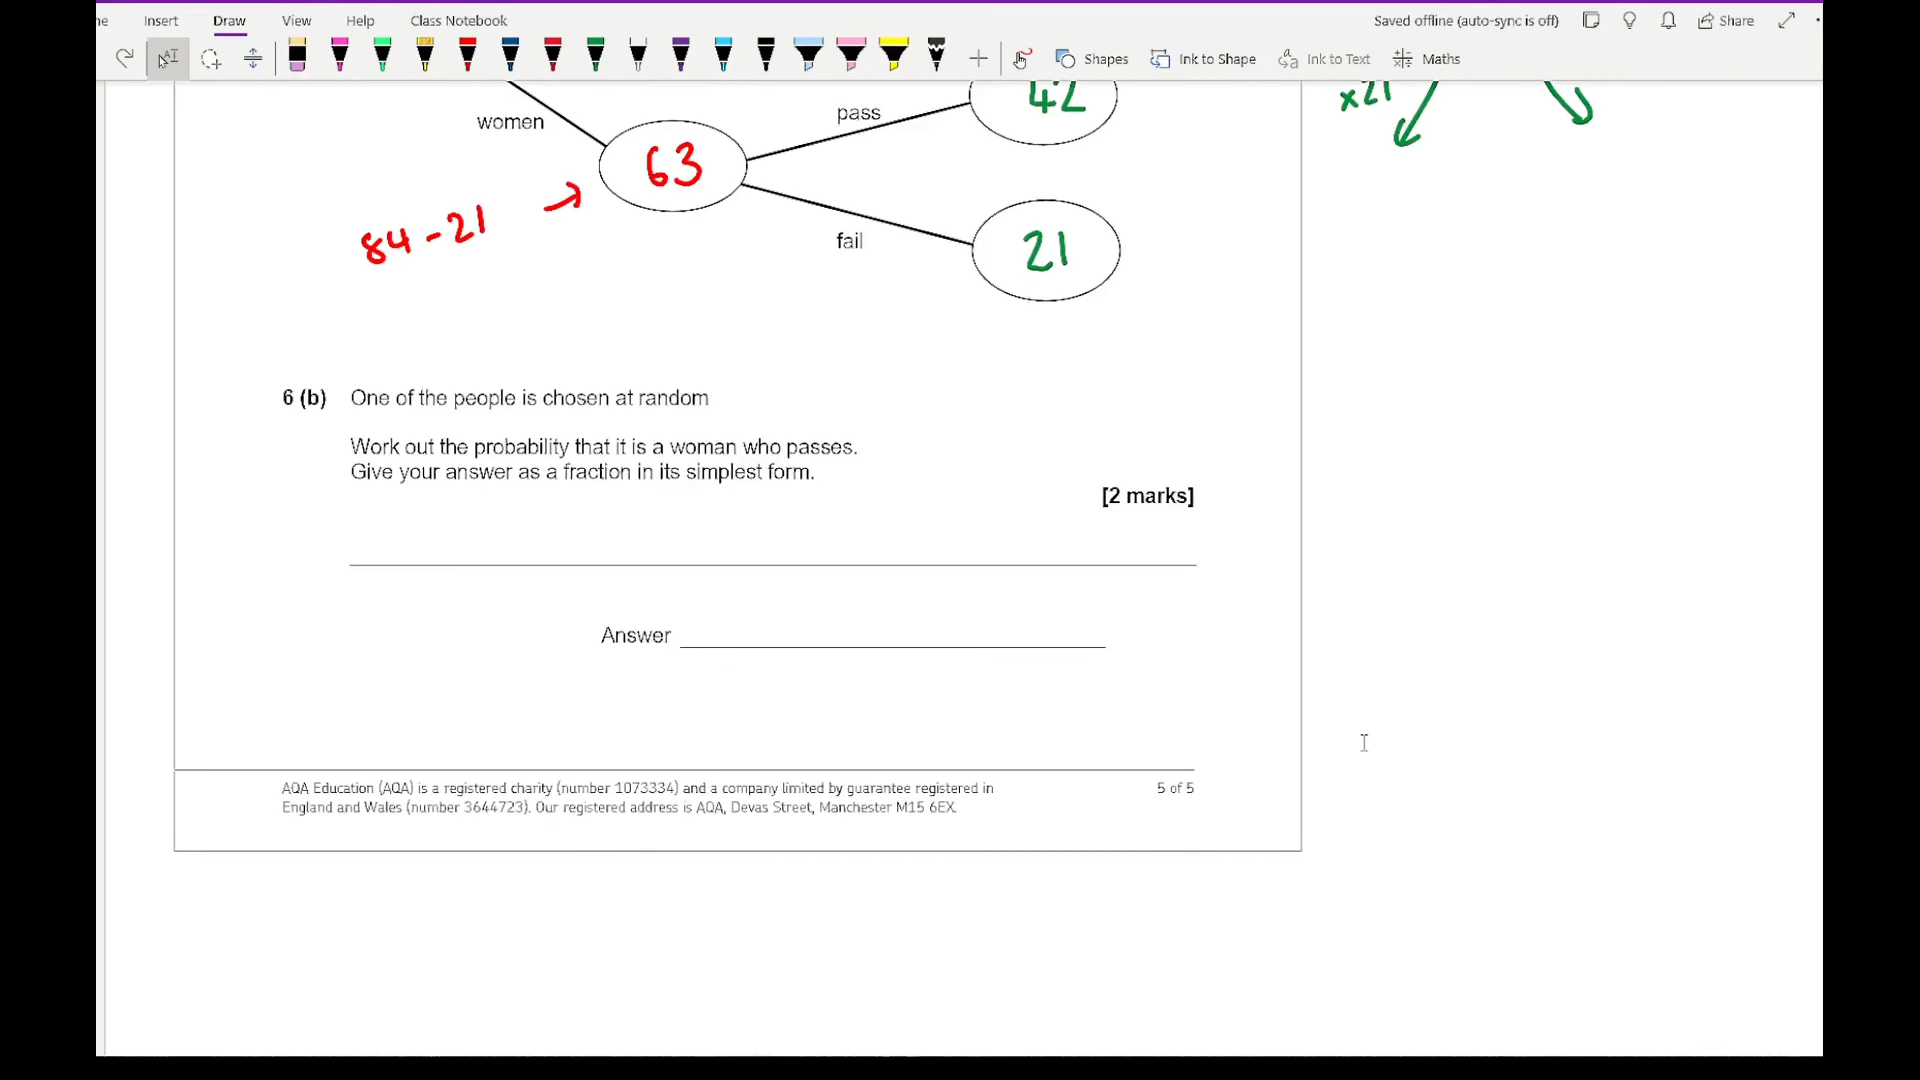 Insert Draw View Help Class Notebook Saved offline (auto-sync is off) Share
Shapes Ink to Shape Ink to Text Maths
women
63
84 - 21
pass
42
fail
21
x21
6 (b) One of the people is chosen at random
Work out the probability that it is a woman who passes.
Give your answer as a fraction in its simplest form.
[2 marks]
Answer
AQA Education (AQA) is a registered charity (number 1073334) and a company limited by guarantee registered in
England and Wales (number 3644723). Our registered address is AQA, Devas Street, Manchester M15 6EX.
5 of 5